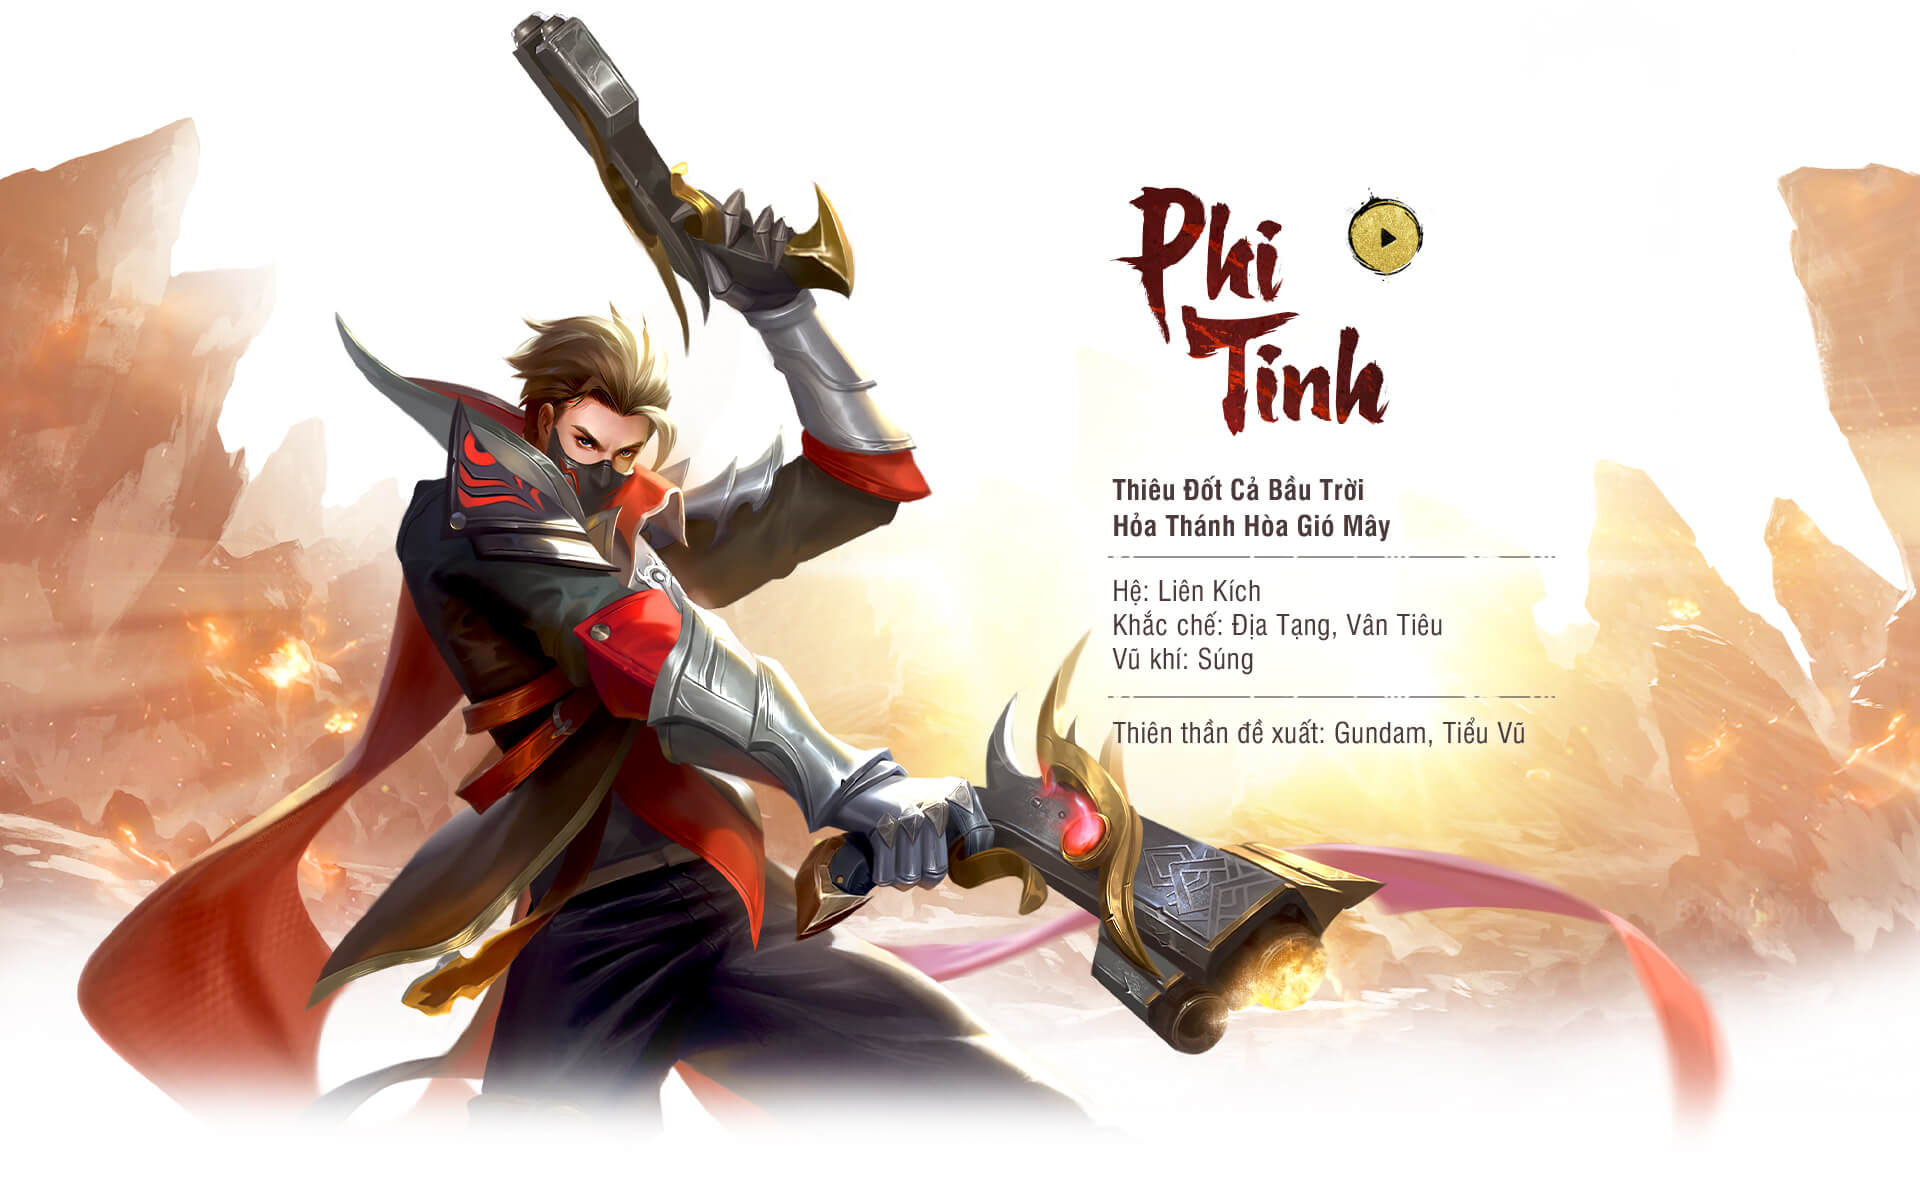 Phi
Tinh
Thiêu Đốt Cả Bầu Trời
Hỏa Thánh Hòa Gió Mây
Hệ: Liên Kích
Khắc chế: Địa Tạng, Vân Tiêu
Vũ khí: Súng
Thiên thần đề xuất: Gundam, Tiểu Vũ